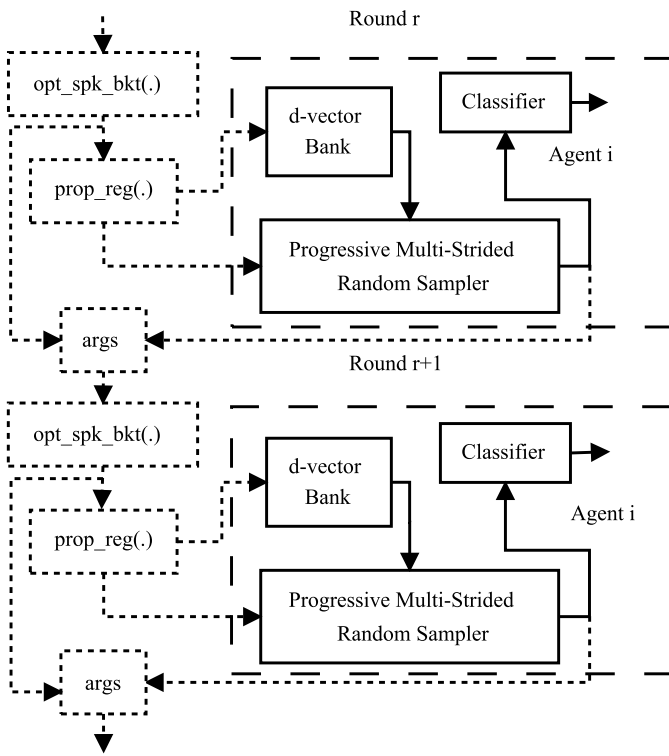 Round r
opt_spk_bkt(.)
d-vector
Bank
Classifier
Agent i
prop_reg(.)
Progressive Multi-Strided
Random Sampler
args
Round r+1
opt_spk_bkt(.)
d-vector
Bank
Classifier
Agent i
prop_reg(.)
Progressive Multi-Strided
Random Sampler
args